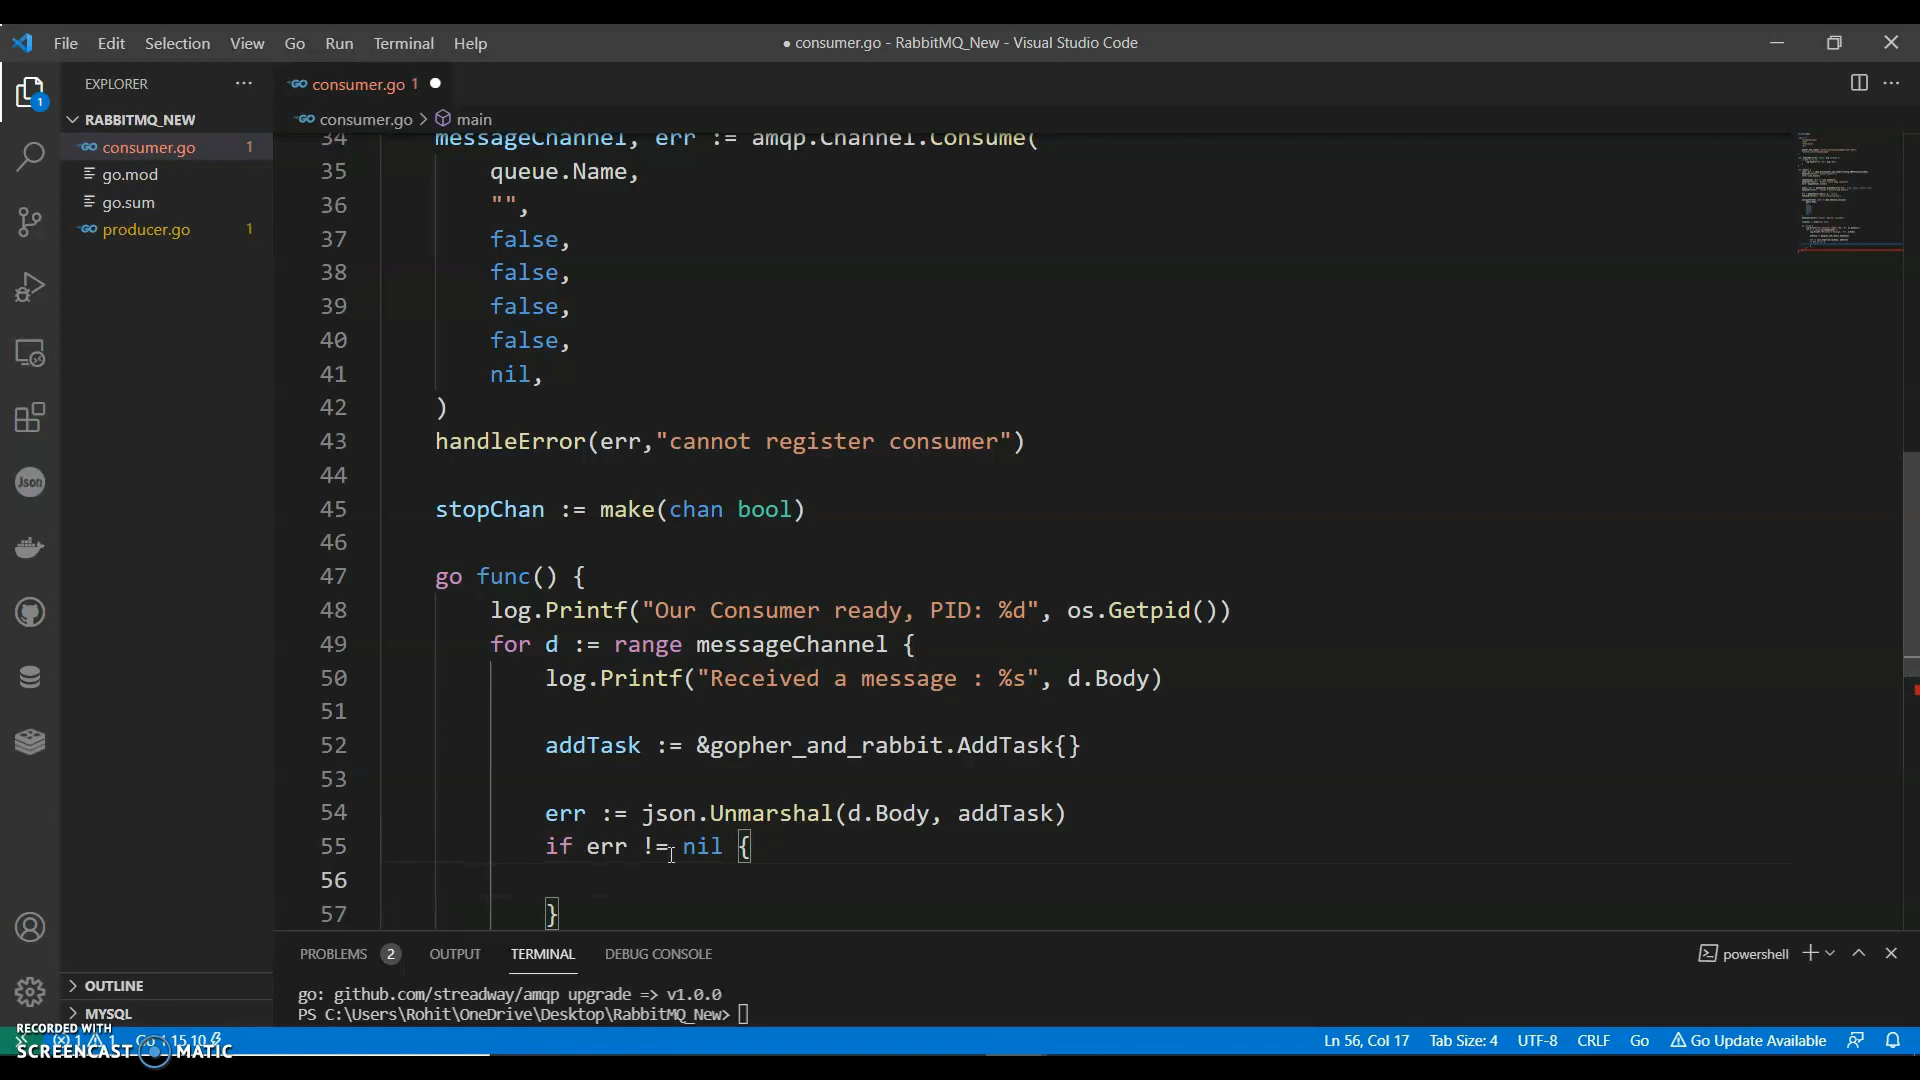 File Edit Selection View Go Run Terminal Help
● consumer.go - RabbitMQ_New - Visual Studio Code
EXPLORER
RABBITMQ_NEW
consumer.go 1
go.mod
go.sum
producer.go 1
OUTLINE
MYSQL
Json
1
consumer.go 1
consumer.go > main
34 messageChannel, err := amqp.Channel.Consume(
35 queue.Name,
36 "",
37 false,
38 false,
39 false,
40 false,
41 nil,
42 )
43 handleError(err,"cannot register consumer")
44
45 stopChan := make(chan bool)
46
47 go func() {
48 log.Printf("Our Consumer ready, PID: %d", os.Getpid())
49 for d := range messageChannel {
50 log.Printf("Received a message : %s", d.Body)
51
52 addTask := &gopher_and_rabbit.AddTask{}
53
54 err := json.Unmarshal(d.Body, addTask)
55 if err != nil {
56
57 }
PROBLEMS 2 OUTPUT TERMINAL DEBUG CONSOLE
powershell
go: github.com/streadway/amqp upgrade => v1.0.0
PS C:\Users\Rohit\OneDrive\Desktop\RabbitMQ_New>
RECORDED WITH
SCREENCAST MATIC
Go 1.15.10
Ln 56, Col 17 Tab Size: 4 UTF-8 CRLF Go Go Update Available